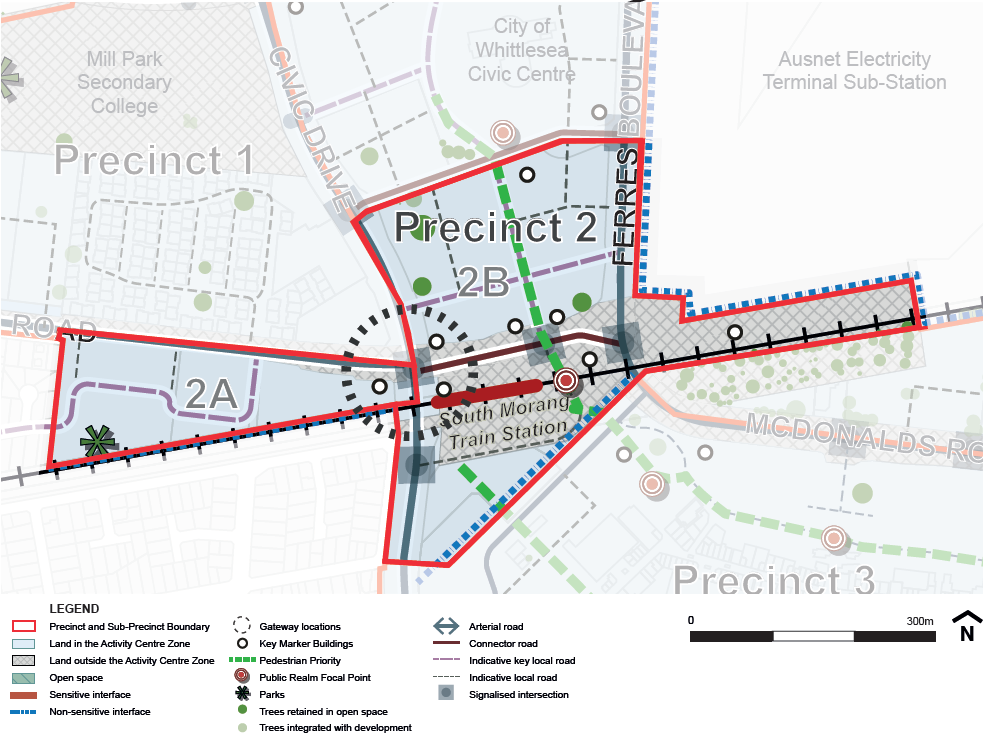 City of
Whittlesea
Civic Centre
Mill Park
Secondary
College
Ausnet Electricity
Terminal Sub-Station
CIVIC DRIVE
FERRES BOULEVA
Precinct 1
Precinct 2
2B
ROAD
2A
South Morang
Train Station
MCDONALDS RO
Precinct 3
LEGEND
Precinct and Sub-Precinct Boundary
Land in the Activity Centre Zone
Land outside the Activity Centre Zone
Open space
Sensitive interface
Non-sensitive interface
Gateway locations
Key Marker Buildings
Pedestrian Priority
Public Realm Focal Point
Parks
Trees retained in open space
Trees integrated with development
Arterial road
Connector road
Indicative key local road
Indicative local road
Signalised intersection
0 300m
N